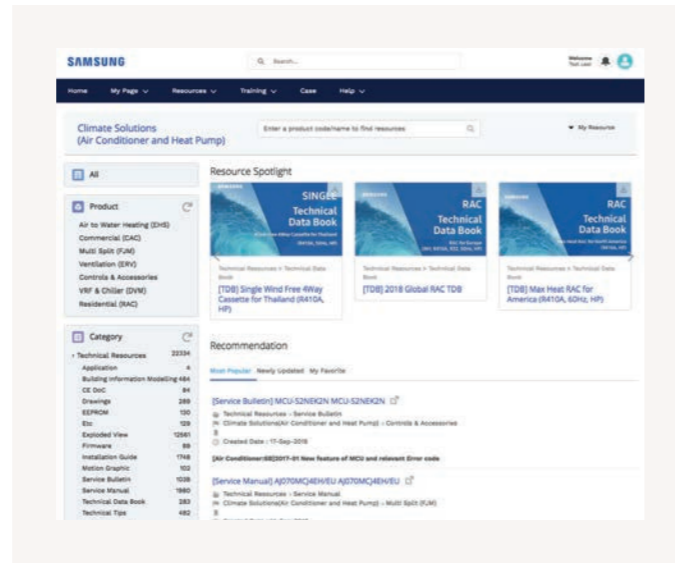 SAMSUNG
Search...
Welcome
Test user
Home My Page Resources Training Case Help
Climate Solutions
(Air Conditioner and Heat Pump)
Enter a product code/name to find resources
My Resource
All
Product
Air to Water Heating (EHS)
Commercial (CAC)
Multi Split (FJM)
Ventilation (ERV)
Controls & Accessories
VRF & Chiller (DVM)
Residential (RAC)
Category
Technical Resources 22334
Application 4
Building Information Modelling 484
CE DoC 84
Drawings 289
EEPROM 130
Etc 129
Exploded View 12561
Firmware
Installation Guide 1748
Motion Graphic 102
Service Bulletin 1028
Service Manual 1980
Technical Data Book 283
Technical Tips 482
Resource Spotlight
SAMSUNG
SINGLE
Technical
Data Book
Technical Resources > Technical Data
Book
[TDB] Single Wind Free 4Way
Cassette for Thailand (R410A,
HP)
RAC
Technical
Data Book
RAC for Europe
Technical Resources > Technical Data
Book
[TDB] 2018 Global RAC TDB
RAC
Technical
Data Book
Technical Resources > Technical Data
Book
[TDB] Max Heat RAC for
America (R410A, 60Hz, HP)
Recommendation
Most Popular Newly Updated My Favorite
[Service Bulletin] MCU-S2NEK2N MCU-S2NEK2N
Technical Resources > Service Bulletin
Climate Solutions(Air Conditioner and Heat Pump) > Controls & Accessories
Created Date : 17-Sep-2018
[Air Conditioner:SB]2017-01 New feature of MCU and relevant Error code
[Service Manual] AJ070MCJ4EH/EU AJ070MCJ4EH/EU
Technical Resources > Service Manual
Climate Solutions(Air Conditioner and Heat Pump) > Multi Split (FJM)